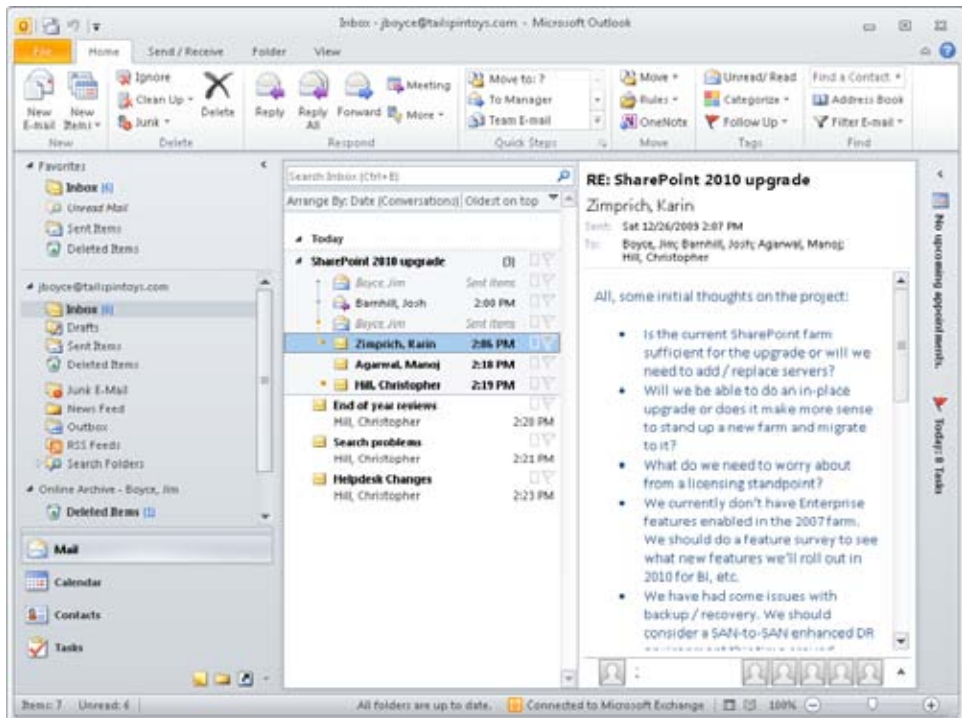 Inbox - jboyce@tailspintoys.com - Microsoft Outlook
File Home Send / Receive Folder View
New E-mail
New Items
New
Ignore
Clean Up
Junk
Delete
Delete
Reply
Reply All
Forward
Meeting
More
Respond
Move to: ?
To Manager
Team E-mail
Quick Steps
Move
Rules
OneNote
Move
Unread/ Read
Categorize
Follow Up
Tags
Find a Contact
Address Book
Filter E-mail
Find
Favorites
Inbox (6)
Unread Mail
Sent Items
Deleted Items
jboyce@tailspintoys.com
Inbox (6)
Drafts
Sent Items
Deleted Items
Junk E-Mail
News Feed
Outbox
RSS Feeds
Search Folders
Online Archive - Boyce, Jim
Deleted Items (1)
Mail
Calendar
Contacts
Tasks
Search Inbox (Ctrl+E)
Arrange By: Date (Conversations) Oldest on top
Today
SharePoint 2010 upgrade (3)
Boyce, Jim Sent Items
Barnhill, Josh 2:00 PM
Boyce, Jim Sent Items
Zimprich, Karin 2:06 PM
Agarwal, Manoj 2:18 PM
Hill, Christopher 2:19 PM
End of year reviews
Hill, Christopher 2:20 PM
Search problems
Hill, Christopher 2:21 PM
Helpdesk Changes
Hill, Christopher 2:23 PM
RE: SharePoint 2010 upgrade
Zimprich, Karin
Sent: Sat 12/26/2009 2:07 PM
To: Boyce, Jim; Barnhill, Josh; Agarwal, Manoj;
Hill, Christopher
All, some initial thoughts on the project:
• Is the current SharePoint farm
sufficient for the upgrade or will we
need to add / replace servers?
• Will we be able to do an in-place
upgrade or does it make more sense
to stand up a new farm and migrate
to it?
• What do we need to worry about
from a licensing standpoint?
• We currently don't have Enterprise
features enabled in the 2007 farm.
We should do a feature survey to see
what new features we'll roll out in
2010 for BI, etc.
• We have had some issues with
backup / recovery. We should
consider a SAN-to-SAN enhanced DR
No upcoming appointments.
Today: 0 Tasks
Items: 7 Unread: 6
All folders are up to date. Connected to Microsoft Exchange 100%